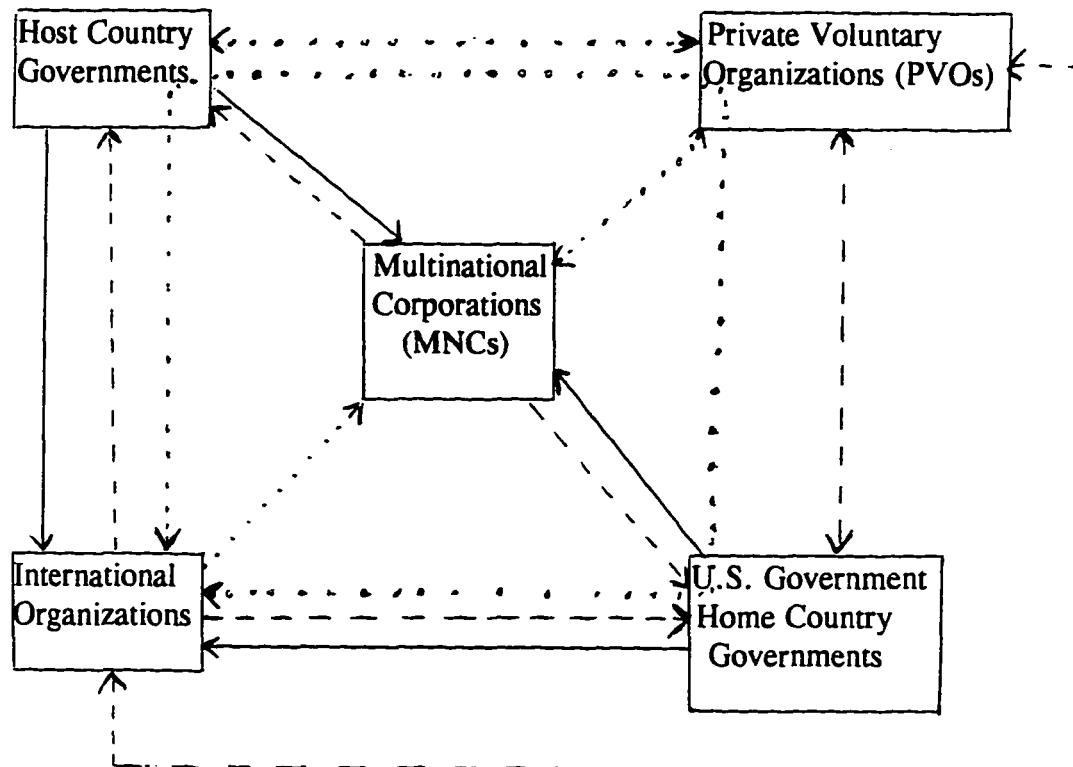 Host Country
Governments
Private Voluntary
Organizations (PVOs)
Multinational
Corporations
(MNCs)
International
Organizations
U.S. Government
Home Country
Governments